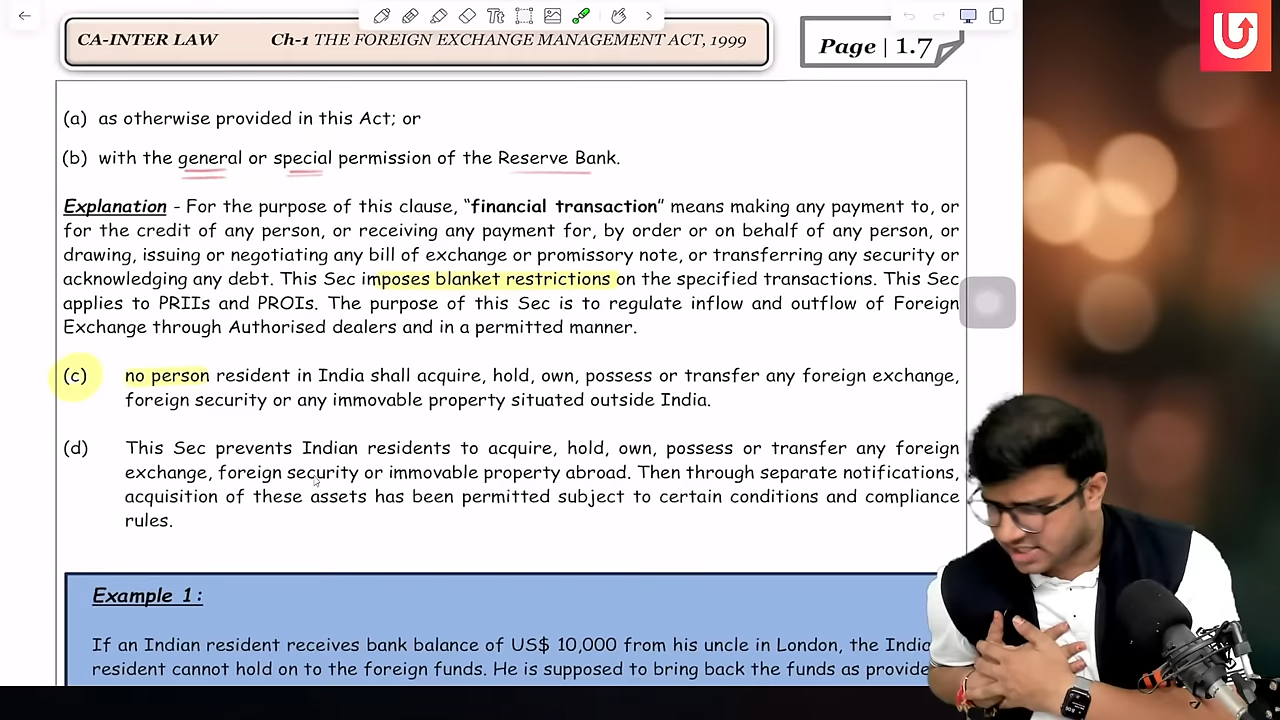 CA-INTER LAW Ch-1 THE FOREIGN EXCHANGE MANAGEMENT ACT, 1999
Page | 1.7
(a) as otherwise provided in this Act; or
(b) with the general or special permission of the Reserve Bank.
Explanation - For the purpose of this clause, “financial transaction” means making any payment to, or
for the credit of any person, or receiving any payment for, by order or on behalf of any person, or
drawing, issuing or negotiating any bill of exchange or promissory note, or transferring any security or
acknowledging any debt. This Sec imposes blanket restrictions on the specified transactions. This Sec
applies to PRIIs and PROIs. The purpose of this Sec is to regulate inflow and outflow of Foreign
Exchange through Authorised dealers and in a permitted manner.
(c) no person resident in India shall acquire, hold, own, possess or transfer any foreign exchange,
foreign security or any immovable property situated outside India.
(d) This Sec prevents Indian residents to acquire, hold, own, possess or transfer any foreign
exchange, foreign security or immovable property abroad. Then through separate notifications,
acquisition of these assets has been permitted subject to certain conditions and compliance
rules.
Example 1:
If an Indian resident receives bank balance of US$ 10,000 from his uncle in London, the
resident cannot hold on to the foreign funds. He is supposed to bring back the funds as